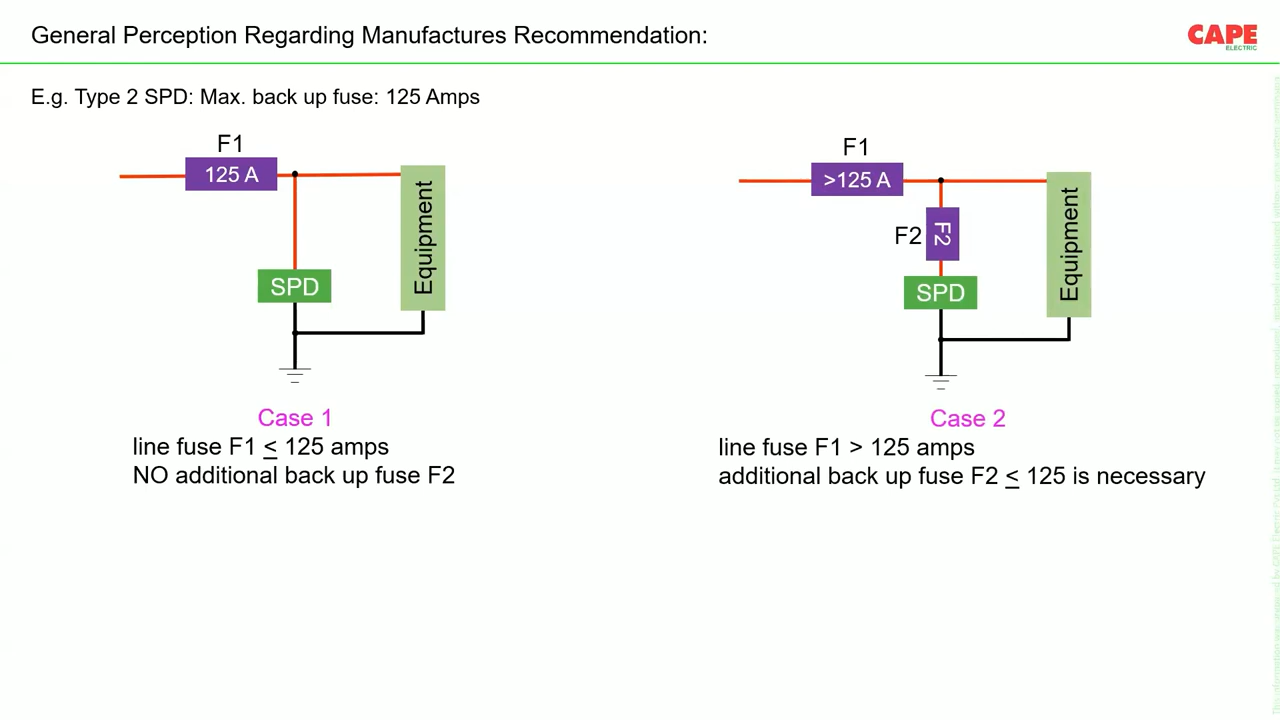 General Perception Regarding Manufactures Recommendation:
CAPE
ELECTRIC
E.g. Type 2 SPD: Max. back up fuse: 125 Amps
F1
125 A
SPD
Equipment
Case 1
line fuse F1 ≤ 125 amps
NO additional back up fuse F2
F1
>125 A
F2
F2
SPD
Equipment
Case 2
line fuse F1 > 125 amps
additional back up fuse F2 ≤ 125 is necessary